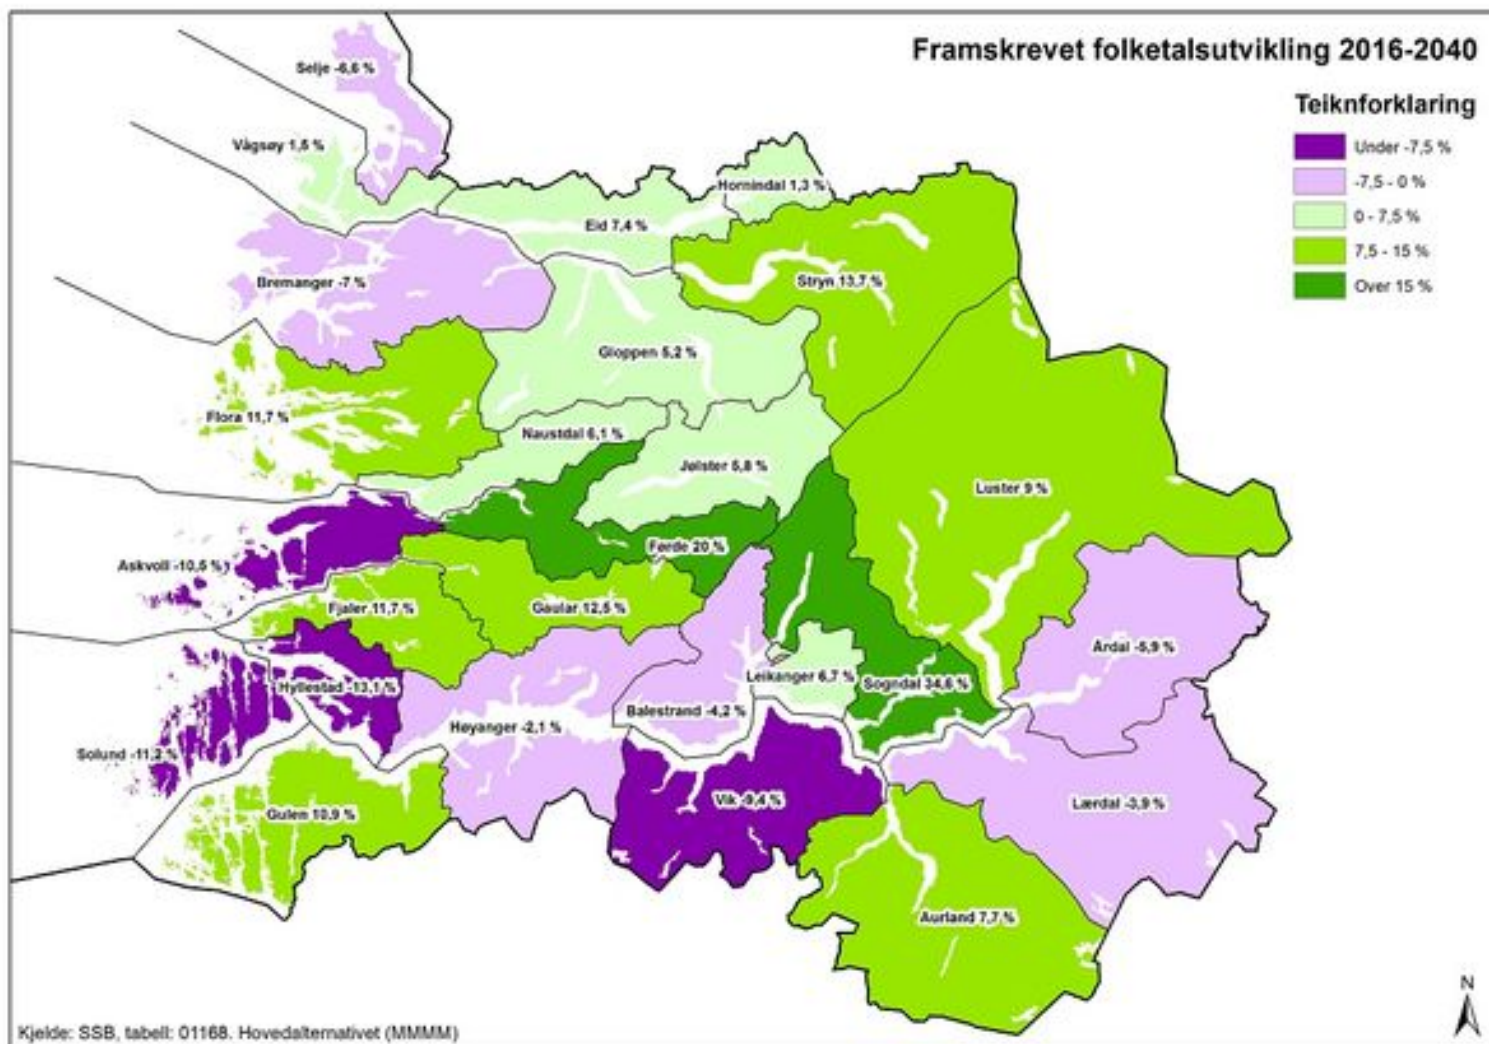 Framskrevet folketalsutvikling 2016-2040
Teiknforklaring
Under -7,5 %
-7,5 - 0 %
0 - 7,5 %
7,5 - 15 %
Over 15 %
Selje -6,6 %
Vågsøy 1,5 %
Hornindal 1,3 %
Eid 7,4 %
Bremanger -7 %
Stryn 13,7 %
Gloppen 5,2 %
Flora 11,7 %
Naustdal 6,1 %
Jølster 5,8 %
Luster 9 %
Førde 20 %
Askvoll -10,5 %
Fjaler 11,7 %
Gaular 12,5 %
Årdal -5,9 %
Leikanger 6,7 %
Sogndal 34,6 %
Hyllestad -13,1 %
Balestrand -4,2 %
Høyanger -2,1 %
Solund -11,2 %
Vik -9,4 %
Lærdal -3,9 %
Gulen 10,9 %
Aurland 7,7 %
N
Kjelde: SSB, tabell: 01168. Hovedalternativet (MMMM)